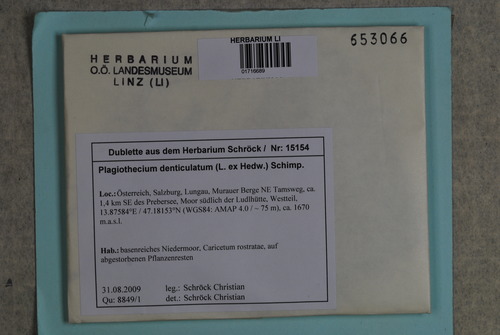 HERBARIUM LI
653066
HERBARIUM
O.Ö. LANDESMUSEUM
LINZ (LI)
01716689
Dublette aus dem Herbarium Schröck / Nr: 15154
Plagiothecium denticulatum (L. ex Hedw.) Schimp.
Loc.: Österreich, Salzburg, Lungau, Murauer Berge NE Tamsweg, ca.
1,4 km SE des Prebersee, Moor südlich der Ludlhütte, Westteil,
13.87584°E / 47.18153°N (WGS84: AMAP 4.0 / ~ 75 m), ca. 1670
m.a.s.l.
Hab.: basenreiches Niedermoor, Caricetum rostratae, auf
abgestorbenen Pflanzenresten
31.08.2009 leg.: Schröck Christian
Qu: 8849/1 det.: Schröck Christian